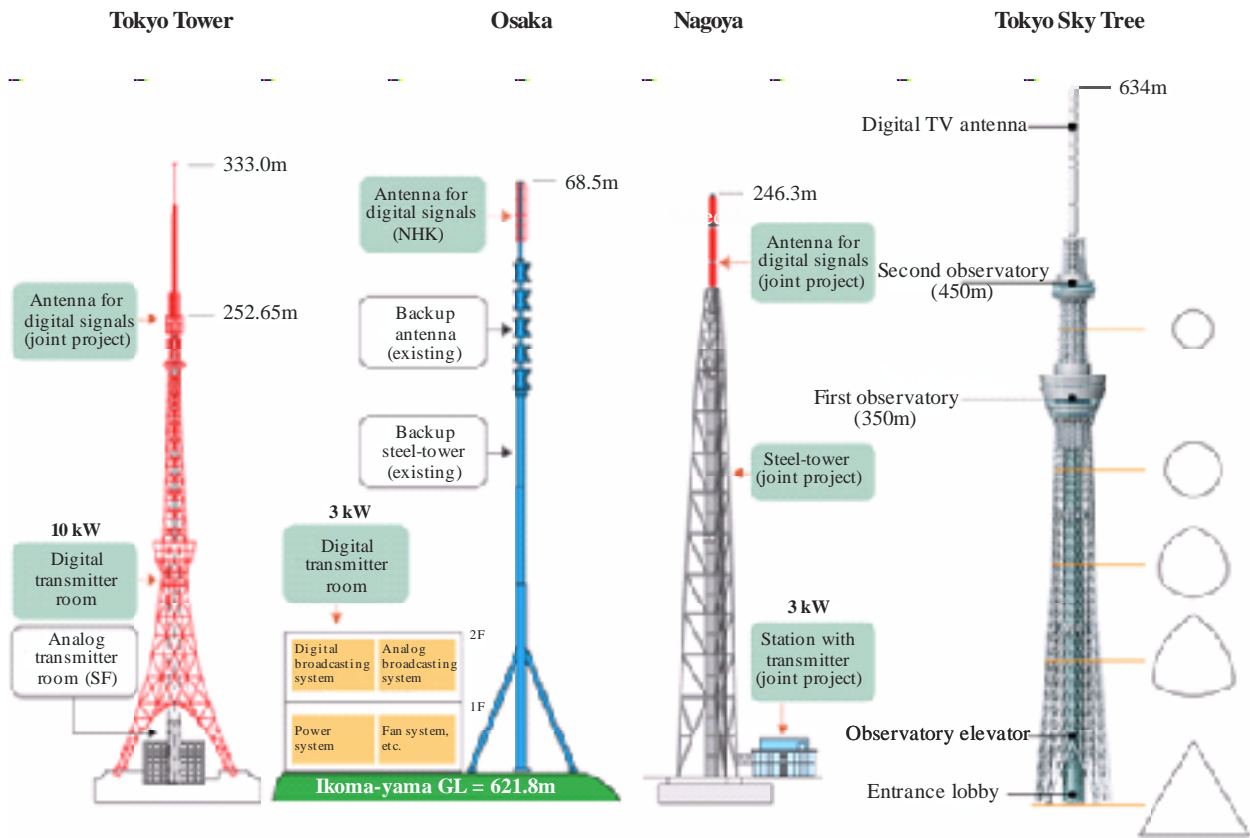 Tokyo Tower
Osaka
Nagoya
Tokyo Sky Tree
333.0m
Antenna for
digital signals
(joint project)
252.65m
10 kW
Digital
transmitter
room
Analog
transmitter
room (SF)
68.5m
Antenna for
digital signals
(NHK)
Backup
antenna
(existing)
Backup
steel-tower
(existing)
3 kW
Digital
transmitter
room
2F
Digital
broadcasting
system
Analog
broadcasting
system
1F
Power
system
Fan system,
etc.
Ikoma-yama GL = 621.8m
246.3m
Antenna for
digital signals
(joint project)
Steel-tower
(joint project)
3 kW
Station with
transmitter
(joint project)
634m
Digital TV antenna
Second observatory
(450m)
First observatory
(350m)
Observatory elevator
Entrance lobby